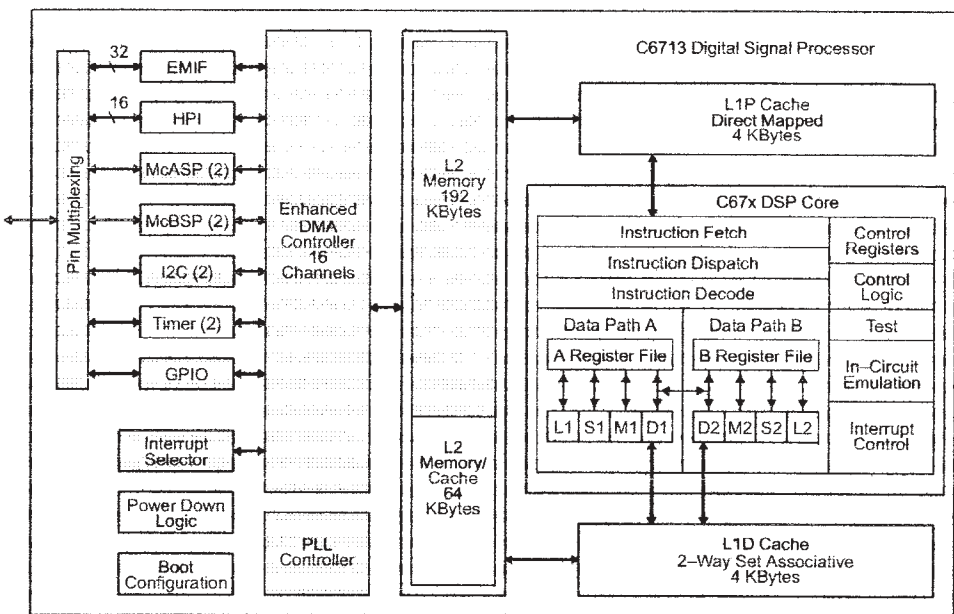 C6713 Digital Signal Processor
32
EMIF
16
HPI
McASP (2)
McBSP (2)
I2C (2)
Timer (2)
GPIO
Pin Multiplexing
Interrupt
Selector
Power Down
Logic
Boot
Configuration
Enhanced
DMA
Controller
16
Channels
PLL
Controller
L2
Memory
192
KBytes
L2
Memory/
Cache
64
KBytes
L1P Cache
Direct Mapped
4 KBytes
C67x DSP Core
Instruction Fetch
Instruction Dispatch
Instruction Decode
Data Path A
Data Path B
A Register File
B Register File
L1 S1 M1 D1
D2 M2 S2 L2
Control
Registers
Control
Logic
Test
In–Circuit
Emulation
Interrupt
Control
L1D Cache
2–Way Set Associative
4 KBytes